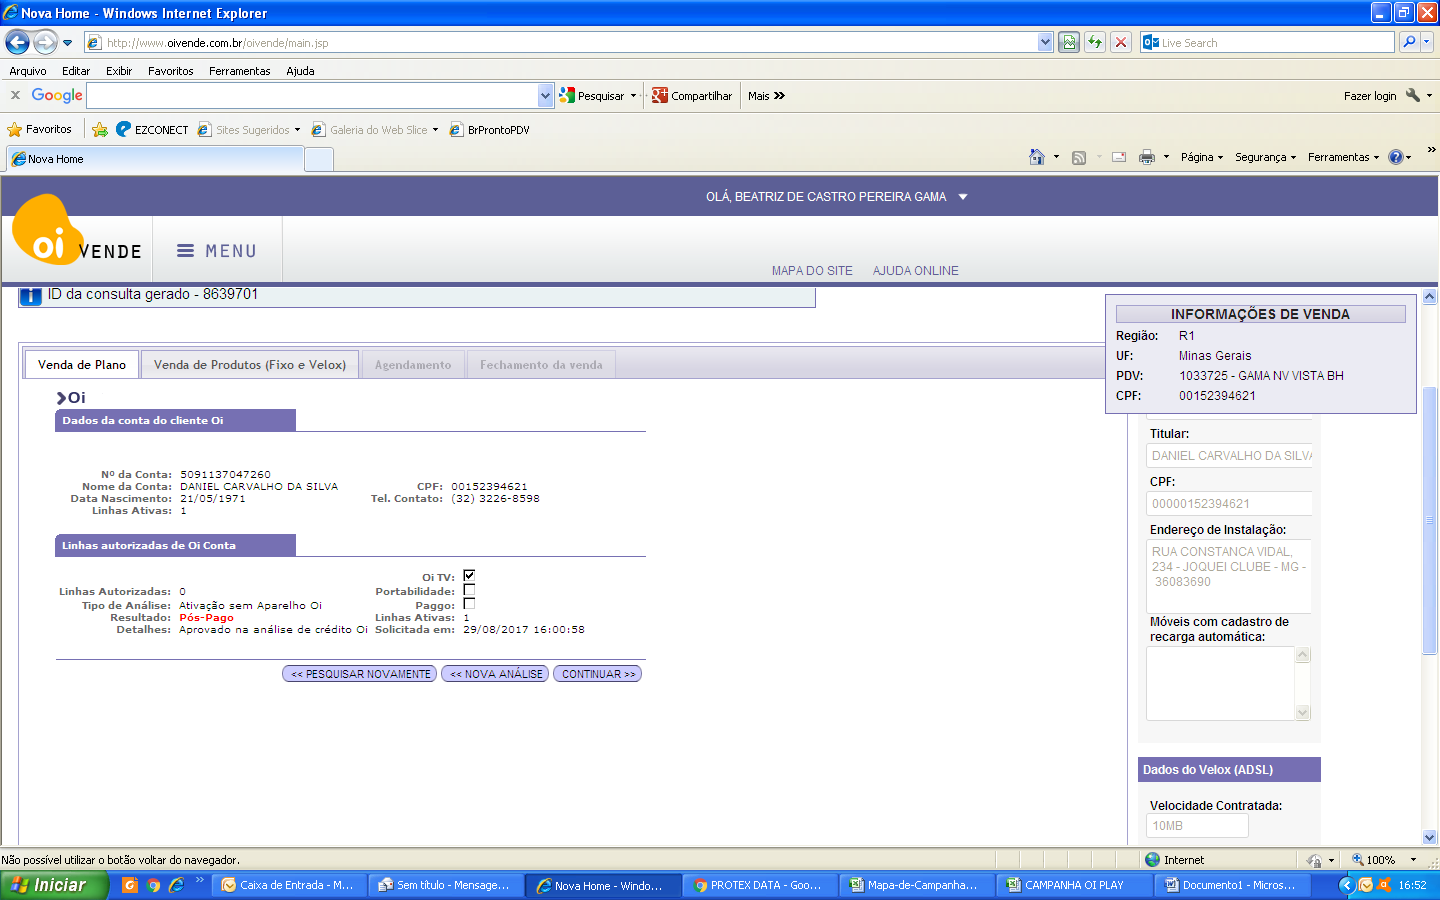 Nova Home - Windows Internet Explorer
http://www.oivende.com.br/oivende/main.jsp
Live Search
Arquivo Editar Exibir Favoritos Ferramentas Ajuda
x Google Pesquisar Compartilhar Mais >> Fazer login
Favoritos EZCONECT Sites Sugeridos Galeria do Web Slice BrProntoPDV
Nova Home Página Segurança Ferramentas
OLÁ, BEATRIZ DE CASTRO PEREIRA GAMA
oi VENDE MENU
MAPA DO SITE AJUDA ONLINE
ID da consulta gerado - 8639701
INFORMAÇÕES DE VENDA
Região: R1
UF: Minas Gerais
PDV: 1033725 - GAMA NV VISTA BH
CPF: 00152394621
Venda de Plano Venda de Produtos (Fixo e Velox) Agendamento Fechamento da venda
Oi
Dados da conta do cliente Oi
Nº da Conta: 5091137047260
Nome da Conta: DANIEL CARVALHO DA SILVA CPF: 00152394621
Data Nascimento: 21/05/1971 Tel. Contato: (32) 3226-8598
Linhas Ativas: 1
Linhas autorizadas de Oi Conta
Oi TV:
Linhas Autorizadas: 0 Portabilidade:
Tipo de Análise: Ativação sem Aparelho Oi Paggo:
Resultado: Pós-Pago Linhas Ativas: 1
Detalhes: Aprovado na análise de crédito Oi Solicitada em: 29/08/2017 16:00:58
<< PESQUISAR NOVAMENTE << NOVA ANÁLISE CONTINUAR >>
Titular:
DANIEL CARVALHO DA SILVA
CPF:
00000152394621
Endereço de Instalação:
RUA CONSTANCA VIDAL,
234 - JOQUEI CLUBE - MG -
36083690
Móveis com cadastro de
recarga automática:
Dados do Velox (ADSL)
Velocidade Contratada:
10MB
Não possível utilizar o botão voltar do navegador.
Internet 100%
Iniciar Caixa de Entrada - M... Sem título - Mensage... Nova Home - Windo... PROTEX DATA - Goo... Mapa-de-Campanha... CAMPANHA OI PLAY Documento1 - Micros... 16:52